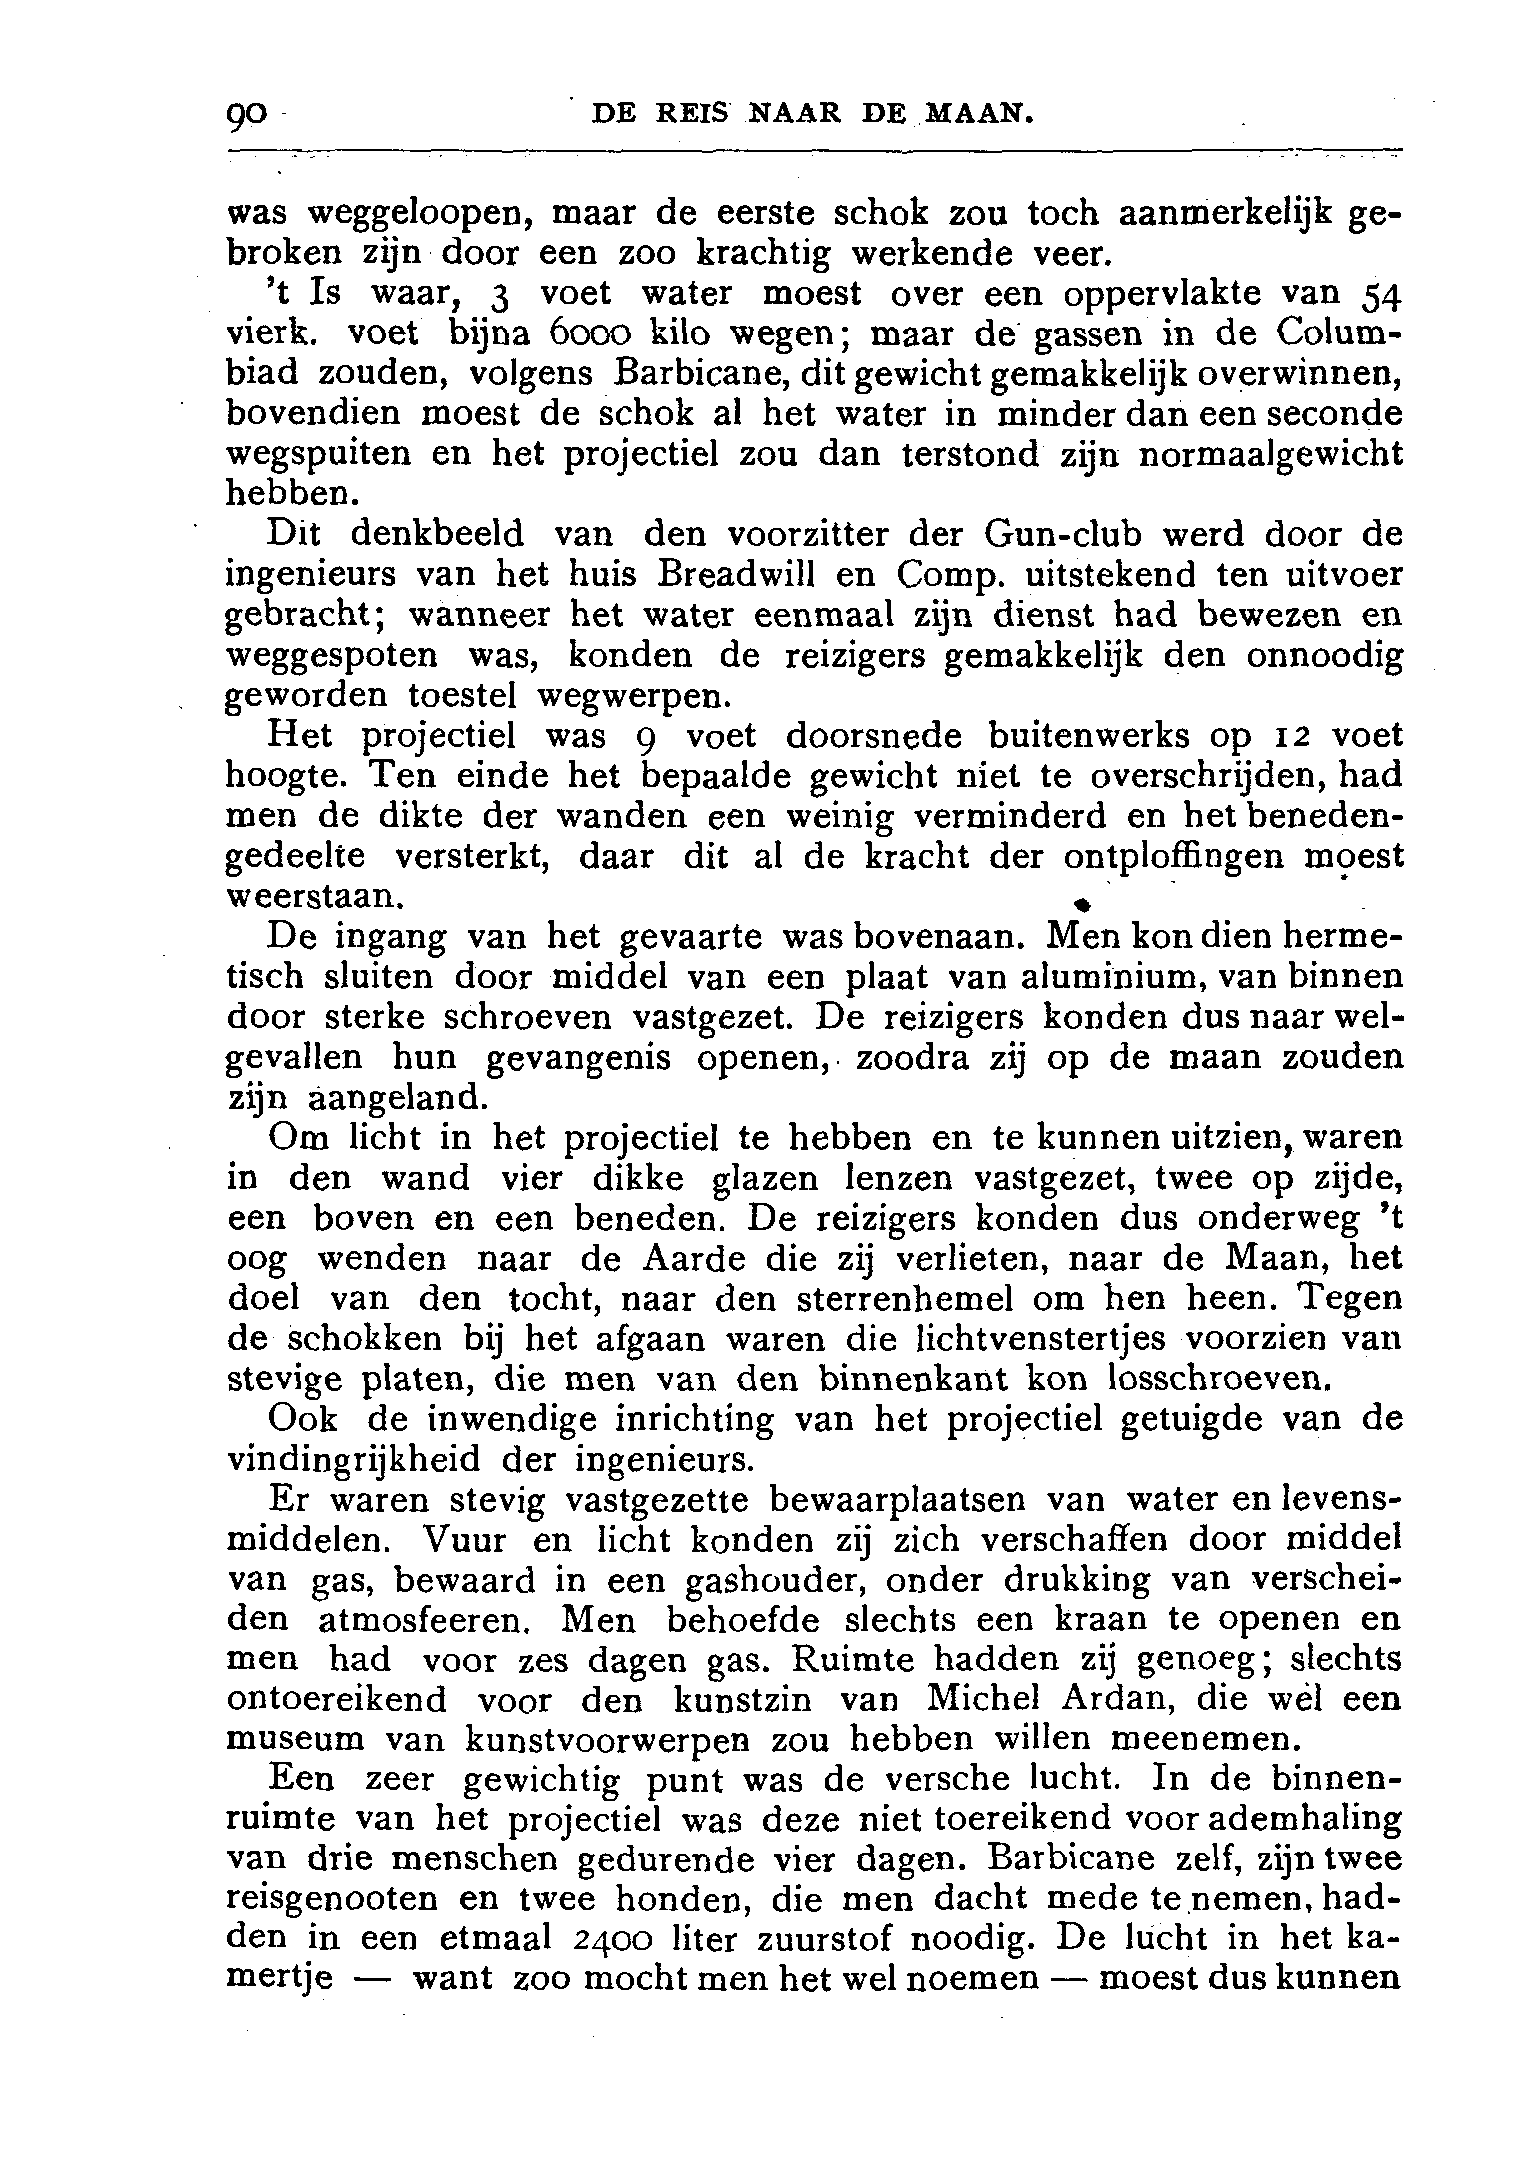 90 DE REIS NAAR DE MAAN.
was weggeloopen, maar de eerste schok zou toch aanmerkelijk ge-
broken zijn door een zoo krachtig werkende veer.
't Is waar, 3 voet water moest over een oppervlakte van 54
vierk. voet bijna 6000 kilo wegen; maar de gassen in de Colum-
biad zouden, volgens Barbicane, dit gewicht gemakkelijk overwinnen,
bovendien moest de schok al het water in minder dan een seconde
wegspuiten en het projectiel zou dan terstond zijn normaalgewicht
hebben.
Dit denkbeeld van den voorzitter der Gun-club werd door de
ingenieurs van het huis Breadwill en Comp. uitstekend ten uitvoer
gebracht; wanneer het water eenmaal zijn dienst had bewezen en
weggespoten was, konden de reizigers gemakkelijk den onnoodig
geworden toestel wegwerpen.
Het projectiel was 9 voet doorsnede buitenwerks op 12 voet
hoogte. Ten einde het bepaalde gewicht niet te overschrijden, had
men de dikte der wanden een weinig verminderd en het beneden-
gedeelte versterkt, daar dit al de kracht der ontploffingen moest
weerstaan.
De ingang van het gevaarte was bovenaan. Men kon dien herme-
tisch sluiten door middel van een plaat van aluminium, van binnen
door sterke schroeven vastgezet. De reizigers konden dus naar wel-
gevallen hun gevangenis openen, zoodra zij op de maan zouden
zijn aangeland.
Om licht in het projectiel te hebben en te kunnen uitzien, waren
in den wand vier dikke glazen lenzen vastgezet, twee op zijde,
een boven en een beneden. De reizigers konden dus onderweg 't
oog wenden naar de Aarde die zij verlieten, naar de Maan, het
doel van den tocht, naar den sterrenhemel om hen heen. Tegen
de schokken bij het afgaan waren die lichtvenstertjes voorzien van
stevige platen, die men van den binnenkant kon losschroeven.
Ook de inwendige inrichting van het projectiel getuigde van de
vindingrijkheid der ingenieurs.
Er waren stevig vastgezette bewaarplaatsen van water en levens-
middelen. Vuur en licht konden zij zich verschaffen door middel
van gas, bewaard in een gashouder, onder drukking van verschei-
den atmosfeeren. Men behoefde slechts een kraan te openen en
men had voor zes dagen gas. Ruimte hadden zij genoeg; slechts
ontoereikend voor den kunstzin van Michel Ardan, die wel een
museum van kunstvoorwerpen zou hebben willen meenemen.
Een zeer gewichtig punt was de versche lucht. In de binnen-
ruimte van het projectiel was deze niet toereikend voor ademhaling
van drie menschen gedurende vier dagen. Barbicane zelf, zijn twee
reisgenooten en twee honden, die men dacht mede te nemen, had-
den in een etmaal 2400 liter zuurstof noodig. De lucht in het ka-
mertje — want zoo mocht men het wel noemen — moest dus kunnen